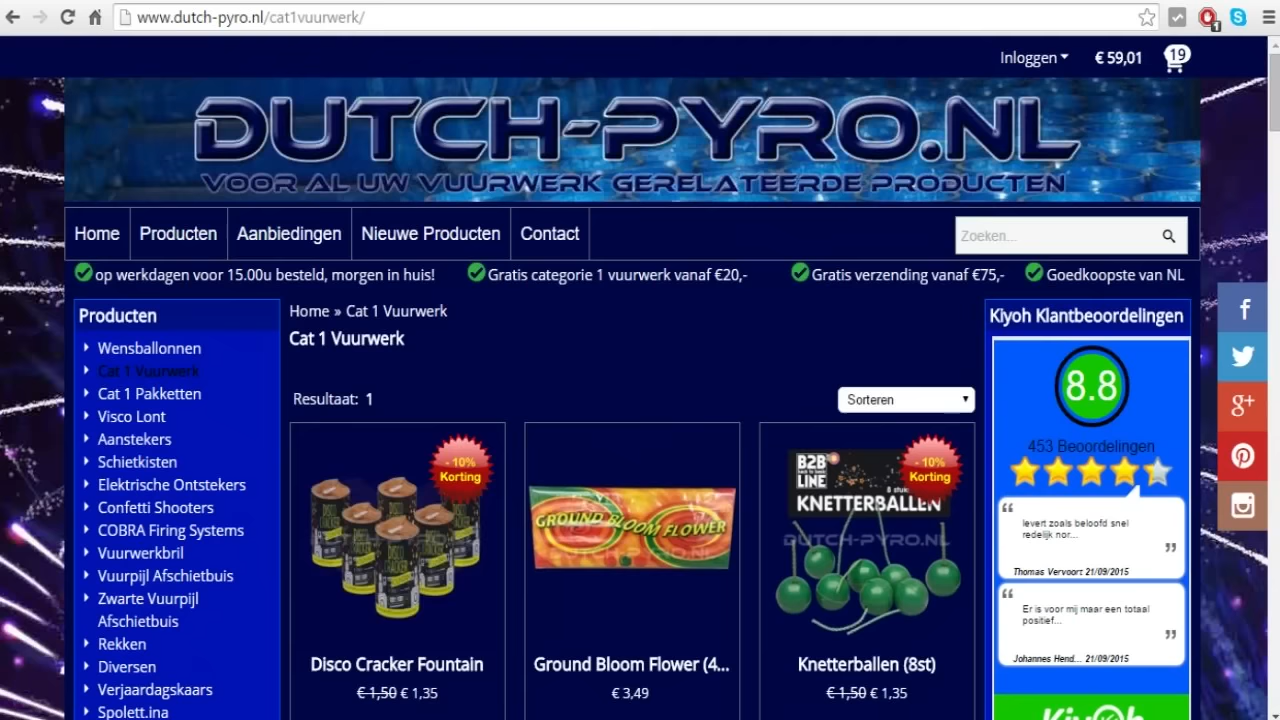 www.dutch-pyro.nl/cat1vuurwerk/
1
Inloggen
€ 59,01
19
DUTCH-PYRO.NL
VOOR AL UW VUURWERK GERELATEERDE PRODUCTEN
Home
Producten
Aanbiedingen
Nieuwe Producten
Contact
Zoeken...
op werkdagen voor 15.00u besteld, morgen in huis!
Gratis categorie 1 vuurwerk vanaf €20,-
Gratis verzending vanaf €75,-
Goedkoopste van NL
Producten
Wensballonnen
Cat 1 Vuurwerk
Cat 1 Pakketten
Visco Lont
Aanstekers
Schietkisten
Elektrische Ontstekers
Confetti Shooters
COBRA Firing Systems
Vuurwerkbril
Vuurpijl Afschietbuis
Zwarte Vuurpijl
Afschietbuis
Rekken
Diversen
Verjaardagskaars
Spolett.ina
Home » Cat 1 Vuurwerk
Cat 1 Vuurwerk
Resultaat: 1
Sorteren
- 10%
Korting
DISCO CRACKER
Disco Cracker Fountain
€ 1,50 € 1,35
GROUND BLOOM FLOWER
Ground Bloom Flower (4...
€ 3,49
B2B
LINE
8 stuks
KNETTERBALLEN
- 10%
Korting
DUTCH-PYRO.NL
Knetterballen (8st)
€ 1,50 € 1,35
Kiyoh Klantbeoordelingen
8.8
453 Beoordelingen
“ levert zoals beloofd snel
redelijk nor... ”
Thomas Vervoort 21/09/2015
“ Er is voor mij maar een totaal
positief... ”
Johannes Hend... 21/09/2015
Kiyoh